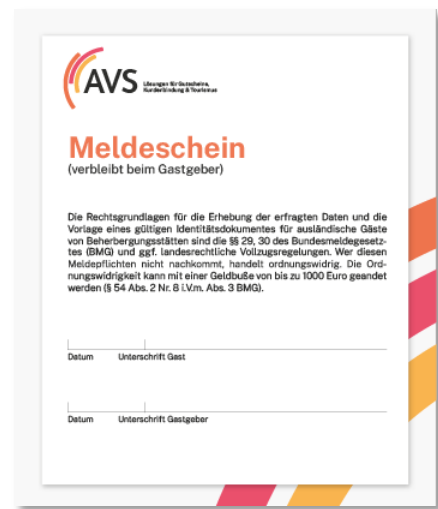 AVS
Lösungen für Gutscheine,
Kundenbindung & Tourismus
Meldeschein
(verbleibt beim Gastgeber)
Die Rechtsgrundlagen für die Erhebung der erfragten Daten und die
Vorlage eines gültigen Identitätsdokumentes für ausländische Gäste
von Beherbergungsstätten sind die §§ 29, 30 des Bundesmeldegesetz-
tes (BMG) und ggf. landesrechtliche Vollzugsregelungen. Wer diesen
Meldepflichten nicht nachkommt, handelt ordnungswidrig. Die Ord-
nungswidrigkeit kann mit einer Geldbuße von bis zu 1000 Euro geandet
werden (§ 54 Abs. 2 Nr. 8 i.V.m. Abs. 3 BMG).
Datum Unterschrift Gast
Datum Unterschrift Gastgeber